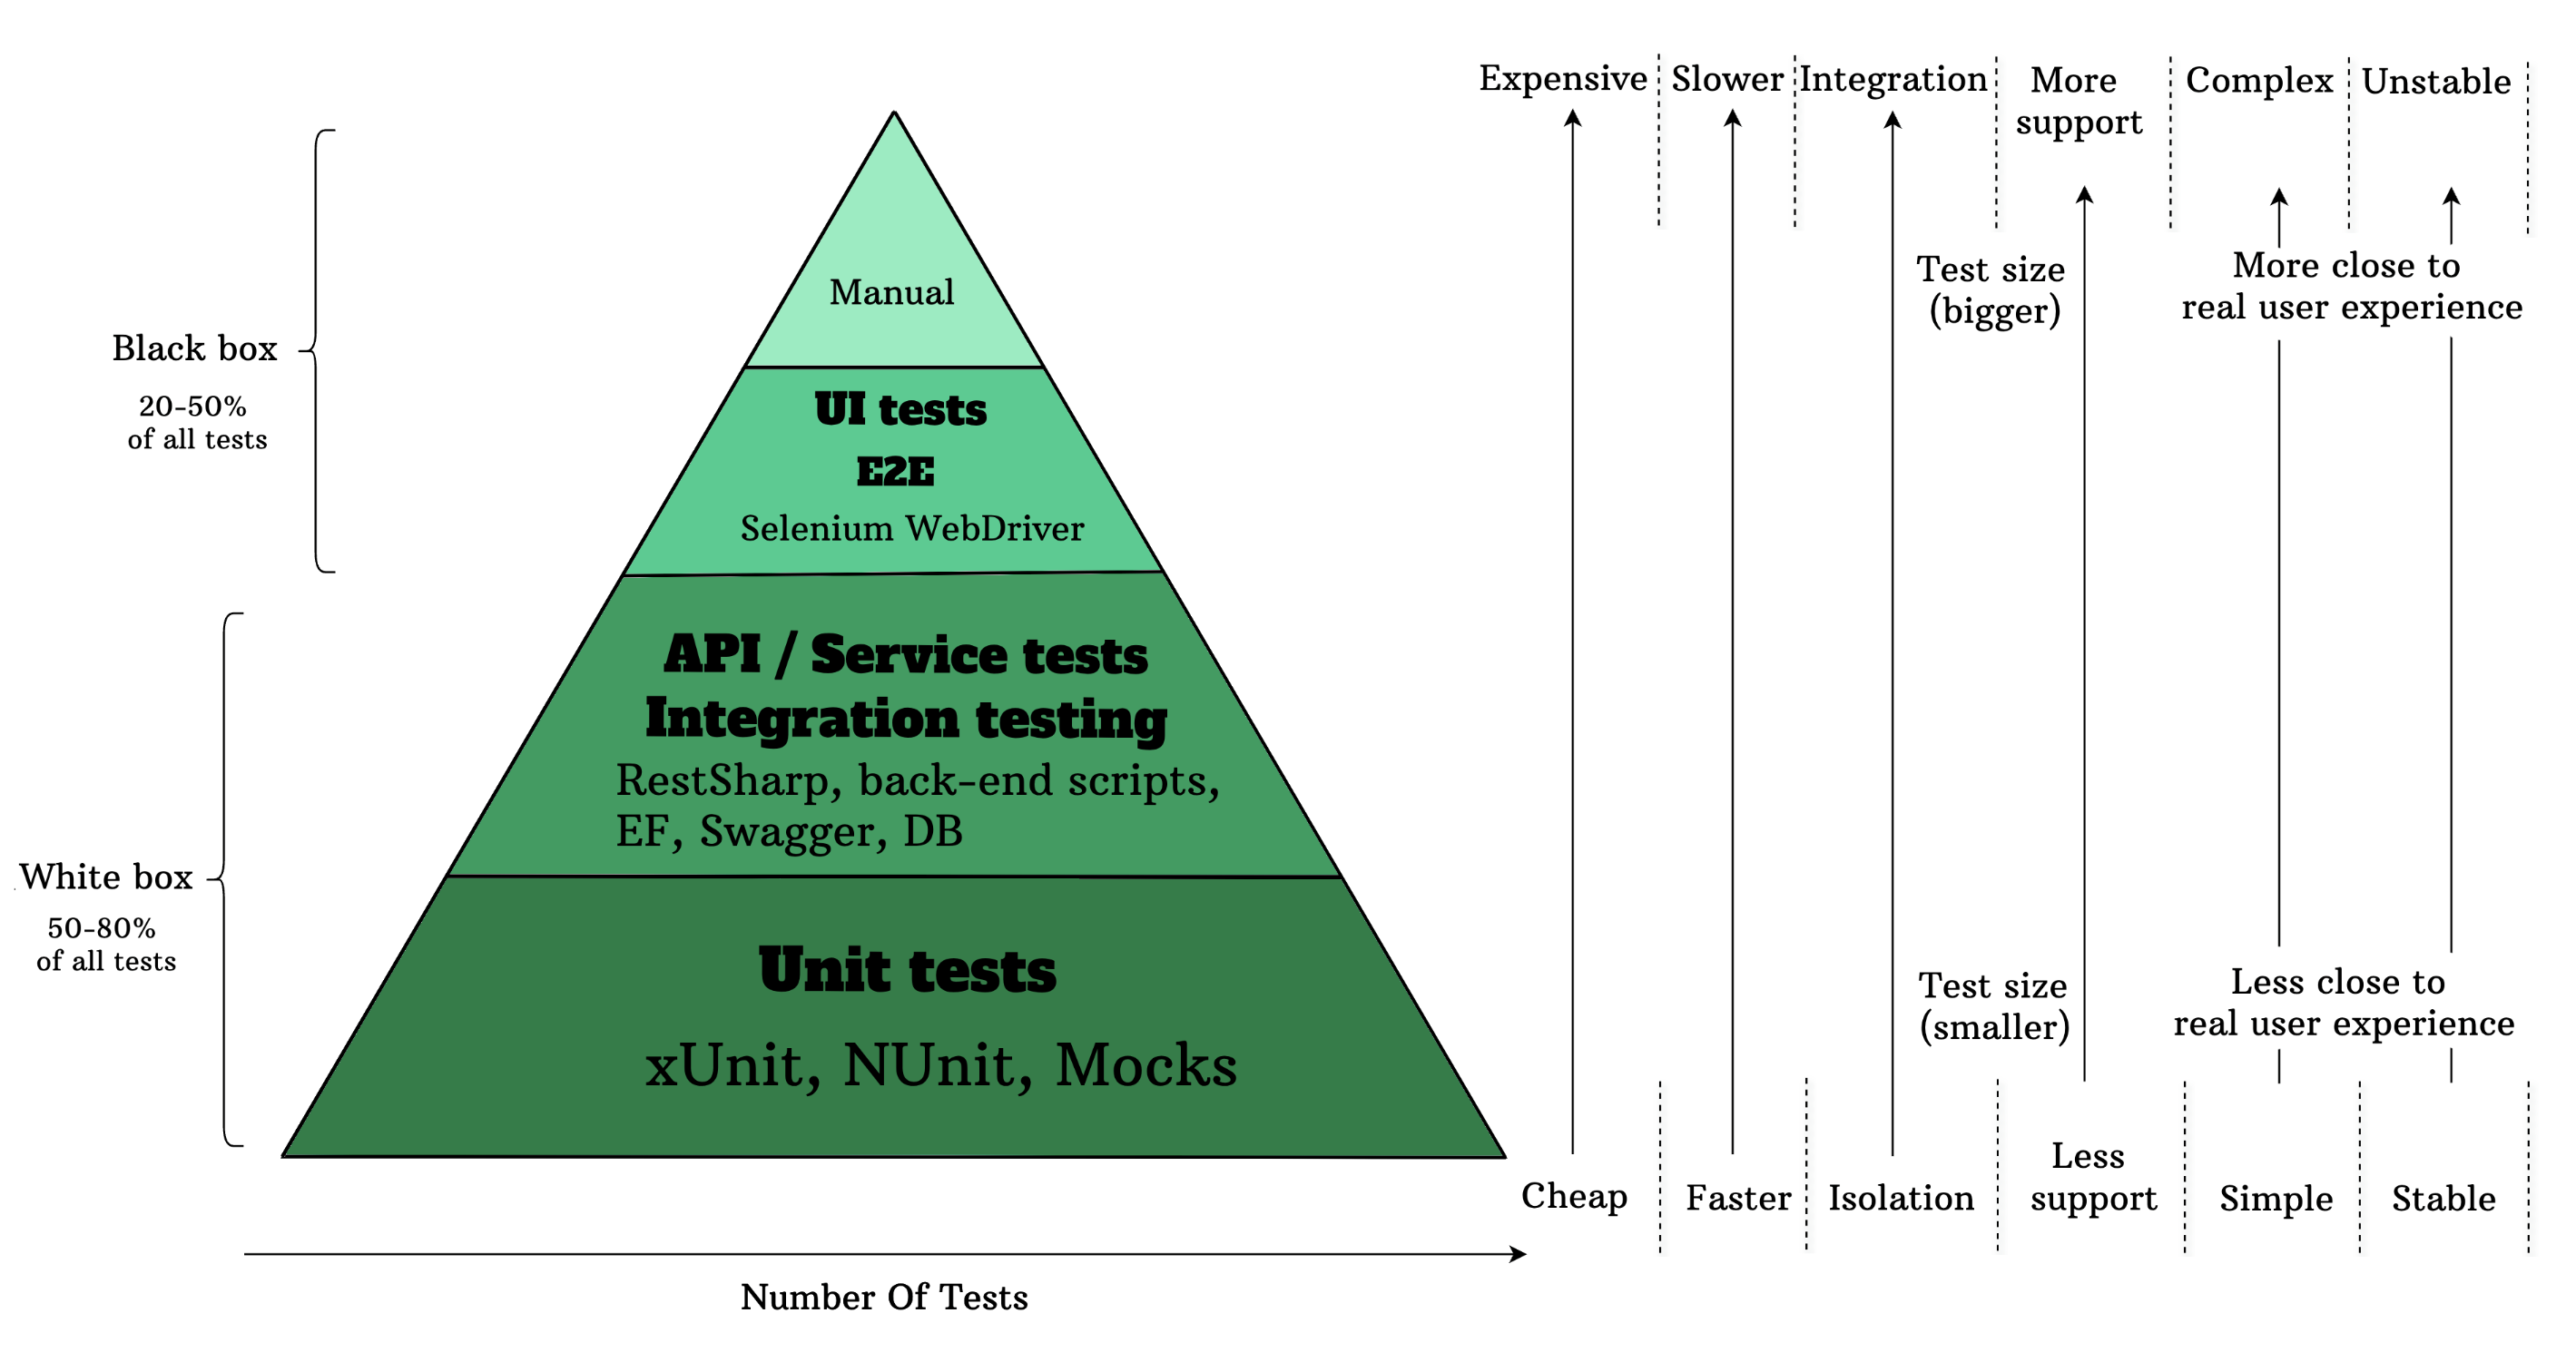 Expensive
Slower
Integration
More
support
Complex
Unstable
Test size
(bigger)
More close to
real user experience
Manual
Black box
20-50%
of all tests
UI tests
E2E
Selenium WebDriver
API / Service tests
Integration testing
RestSharp, back-end scripts,
EF, Swagger, DB
White box
50-80%
of all tests
Unit tests
xUnit, NUnit, Mocks
Test size
(smaller)
Less close to
real user experience
Cheap
Faster
Isolation
Less
support
Simple
Stable
Number Of Tests